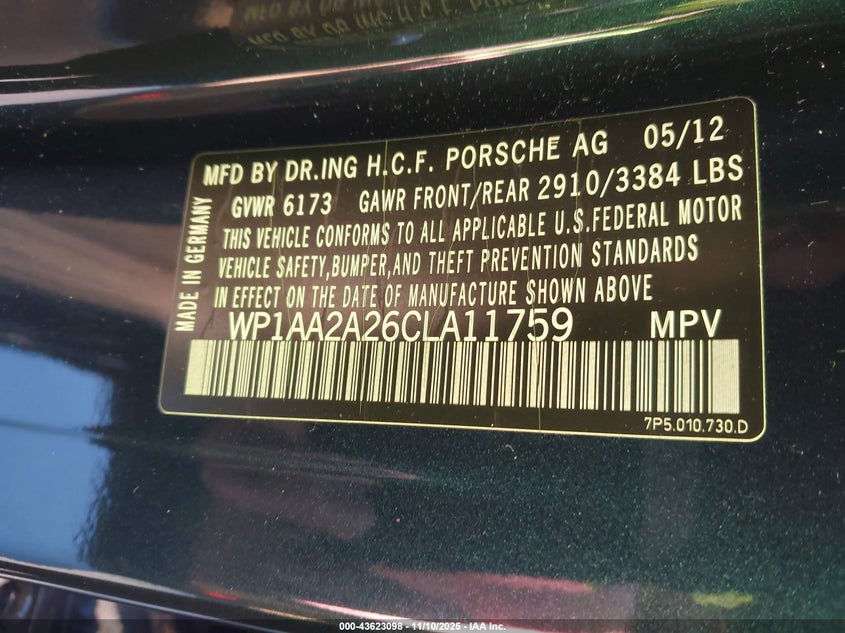 MFD BY DR.ING H.C.F. PORSCHE AG 05/12
GVWR 6173 GAWR FRONT/REAR 2910/3384 LBS
THIS VEHICLE CONFORMS TO ALL APPLICABLE U.S.FEDERAL MOTOR
VEHICLE SAFETY,BUMPER,AND THEFT PREVENTION STANDARDS
IN EFFECT ON THE DATE OF MANUFACTURE SHOWN ABOVE
MADE IN GERMANY
WP1AA2A26CLA11759 MPV
7P5.010.730.D
000-43623098 - 11/10/2025 - IAA Inc.